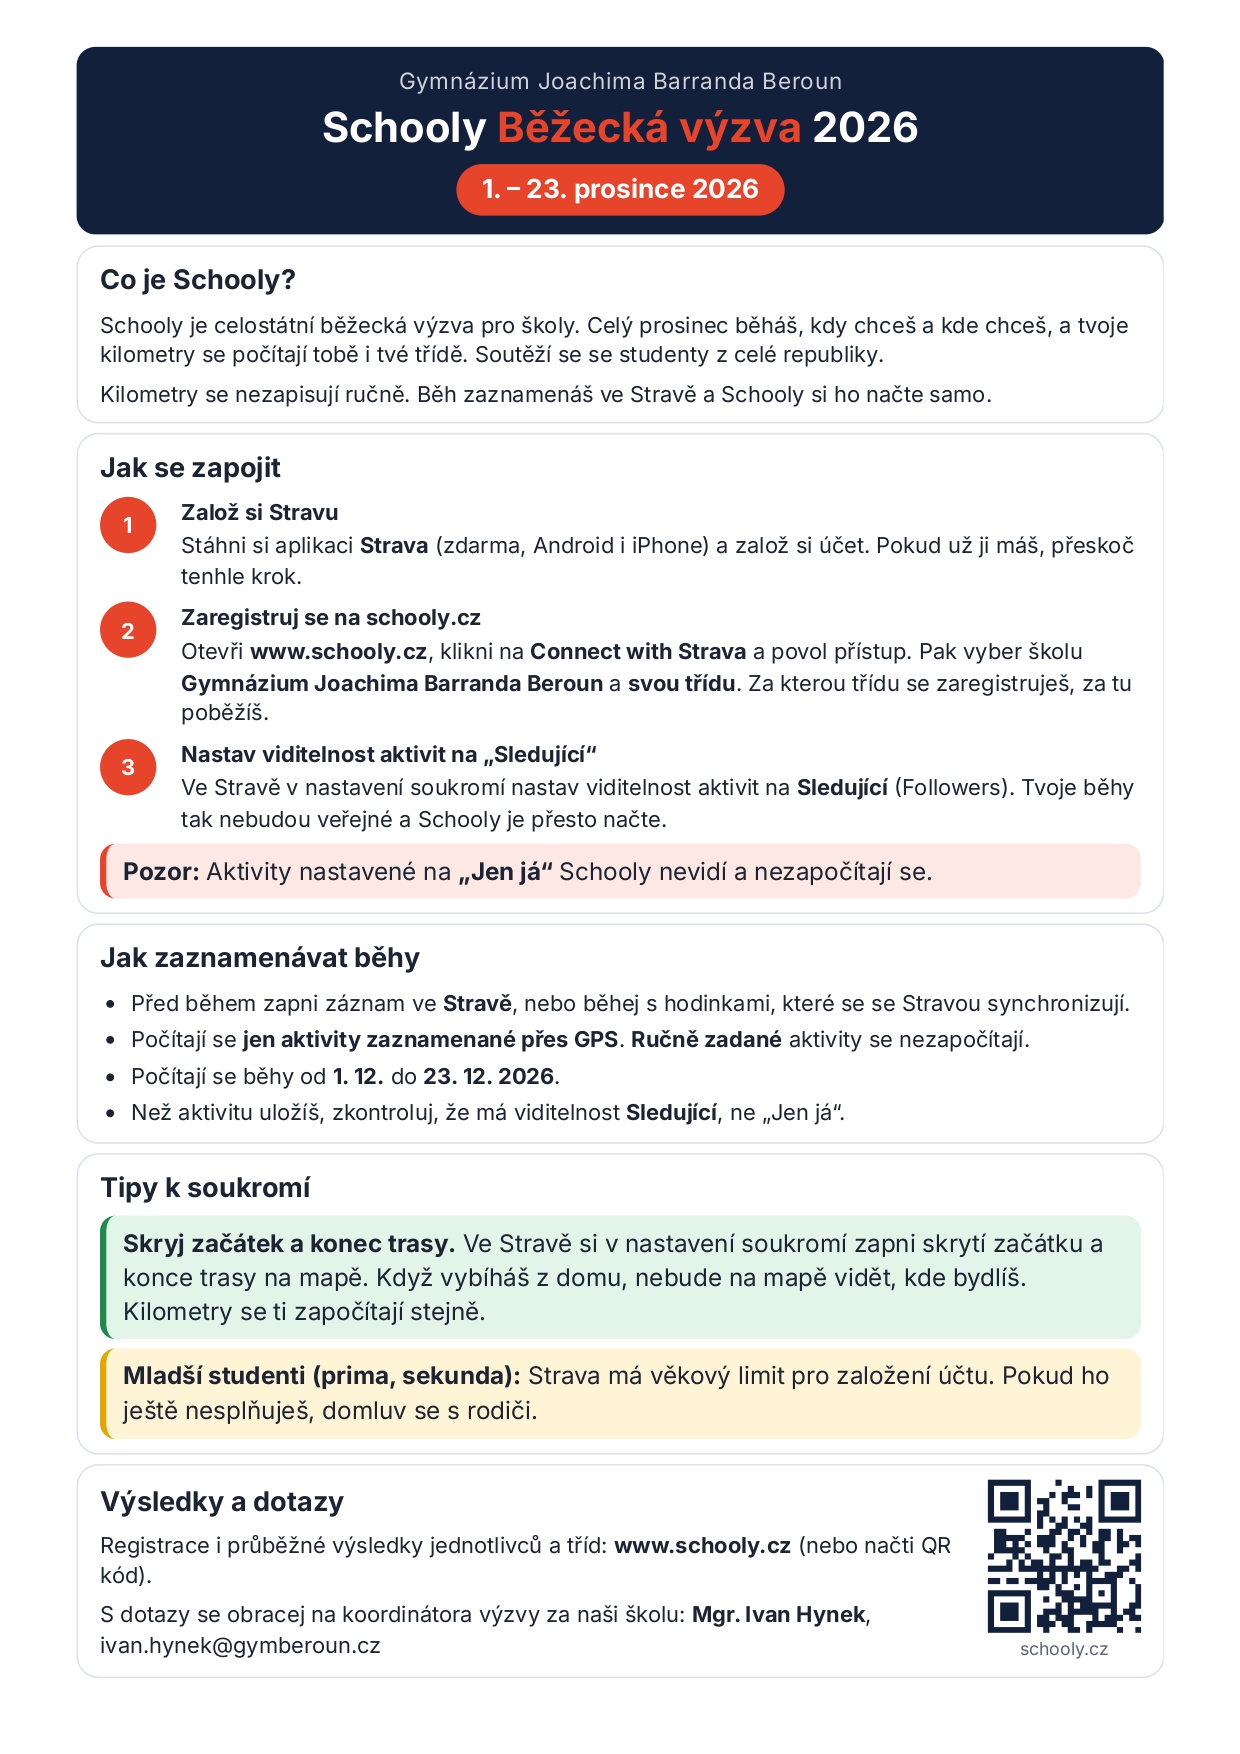 Gymnázium Joachima Barranda Beroun
Schooly Běžecká výzva 2026
1. – 23. prosince 2026
Co je Schooly?
Schooly je celostátní běžecká výzva pro školy. Celý prosinec běháš, kdy chceš a kde chceš, a tvoje
kilometry se počítají tobě i tvé třídě. Soutěží se se studenty z celé republiky.
Kilometry se nezapisují ručně. Běh zaznamenáš ve Stravě a Schooly si ho načte samo.
Jak se zapojit
1
Založ si Stravu
Stáhni si aplikaci Strava (zdarma, Android i iPhone) a založ si účet. Pokud už ji máš, přeskoč
tenhle krok.
2
Zaregistruj se na schooly.cz
Otevři www.schooly.cz, klikni na Connect with Strava a povol přístup. Pak vyber školu
Gymnázium Joachima Barranda Beroun a svou třídu. Za kterou třídu se zaregistruješ, za tu
poběžíš.
3
Nastav viditelnost aktivit na „Sledující“
Ve Stravě v nastavení soukromí nastav viditelnost aktivit na Sledující (Followers). Tvoje běhy
tak nebudou veřejné a Schooly je přesto načte.
Pozor: Aktivity nastavené na „Jen já“ Schooly nevidí a nezapočítají se.
Jak zaznamenávat běhy
• Před během zapni záznam ve Stravě, nebo běhej s hodinkami, které se se Stravou synchronizují.
• Počítají se jen aktivity zaznamenané přes GPS. Ručně zadané aktivity se nezapočítají.
• Počítají se běhy od 1. 12. do 23. 12. 2026.
• Než aktivitu uložíš, zkontroluj, že má viditelnost Sledující, ne „Jen já“.
Tipy k soukromí
Skryj začátek a konec trasy. Ve Stravě si v nastavení soukromí zapni skrytí začátku a
konce trasy na mapě. Když vybíháš z domu, nebude na mapě vidět, kde bydlíš.
Kilometry se ti započítají stejně.
Mladší studenti (prima, sekunda): Strava má věkový limit pro založení účtu. Pokud ho
ještě nesplňuješ, domluv se s rodiči.
Výsledky a dotazy
Registrace i průběžné výsledky jednotlivců a tříd: www.schooly.cz (nebo načti QR
kód).
S dotazy se obracej na koordinátora výzvy za naši školu: Mgr. Ivan Hynek,
ivan.hynek@gymberoun.cz
schooly.cz